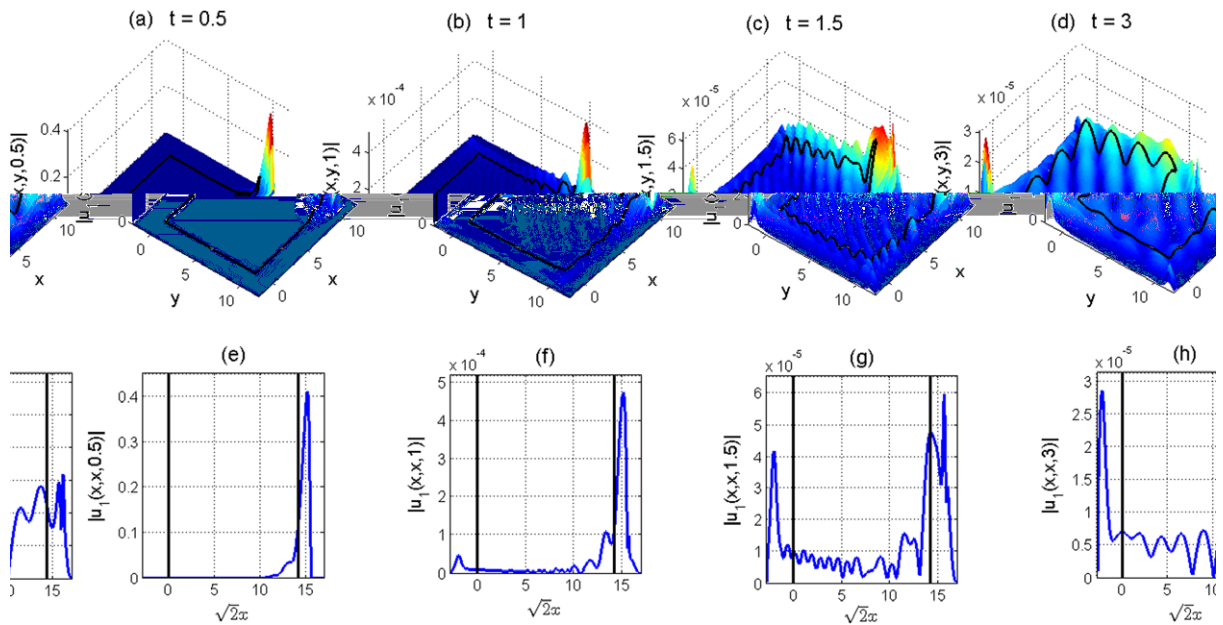 (a) t = 0.5
(b) t = 1
(c) t = 1.5
(d) t = 3
x 10⁻⁴
x 10⁻⁵
x 10⁻⁵
0.4
0.2
4
2
6
4
3
2
1
x,y,0.5)|
(x,y,1)|
x,y,1.5)|
(x,y,3)|
10
5
0
x
0
5
10
y
10
5
0
x
0
5
10
y
10
5
0
x
0
5
10
y
0
5
10
y
(e)
(f)
(g)
(h)
15
|u₁(x,x,0.5)|
0.4
0.3
0.2
0.1
0
0 5 10 15
√2x
x 10⁻⁴
|u₁(x,x,1)|
5
4
3
2
1
0
0 5 10 15
√2x
x 10⁻⁵
|u₁(x,x,1.5)|
6
5
4
3
2
1
0
0 5 10 15
√2x
x 10⁻⁵
|u₁(x,x,3)|
3
2.5
2
1.5
1
0.5
0
0 5 10
√2x